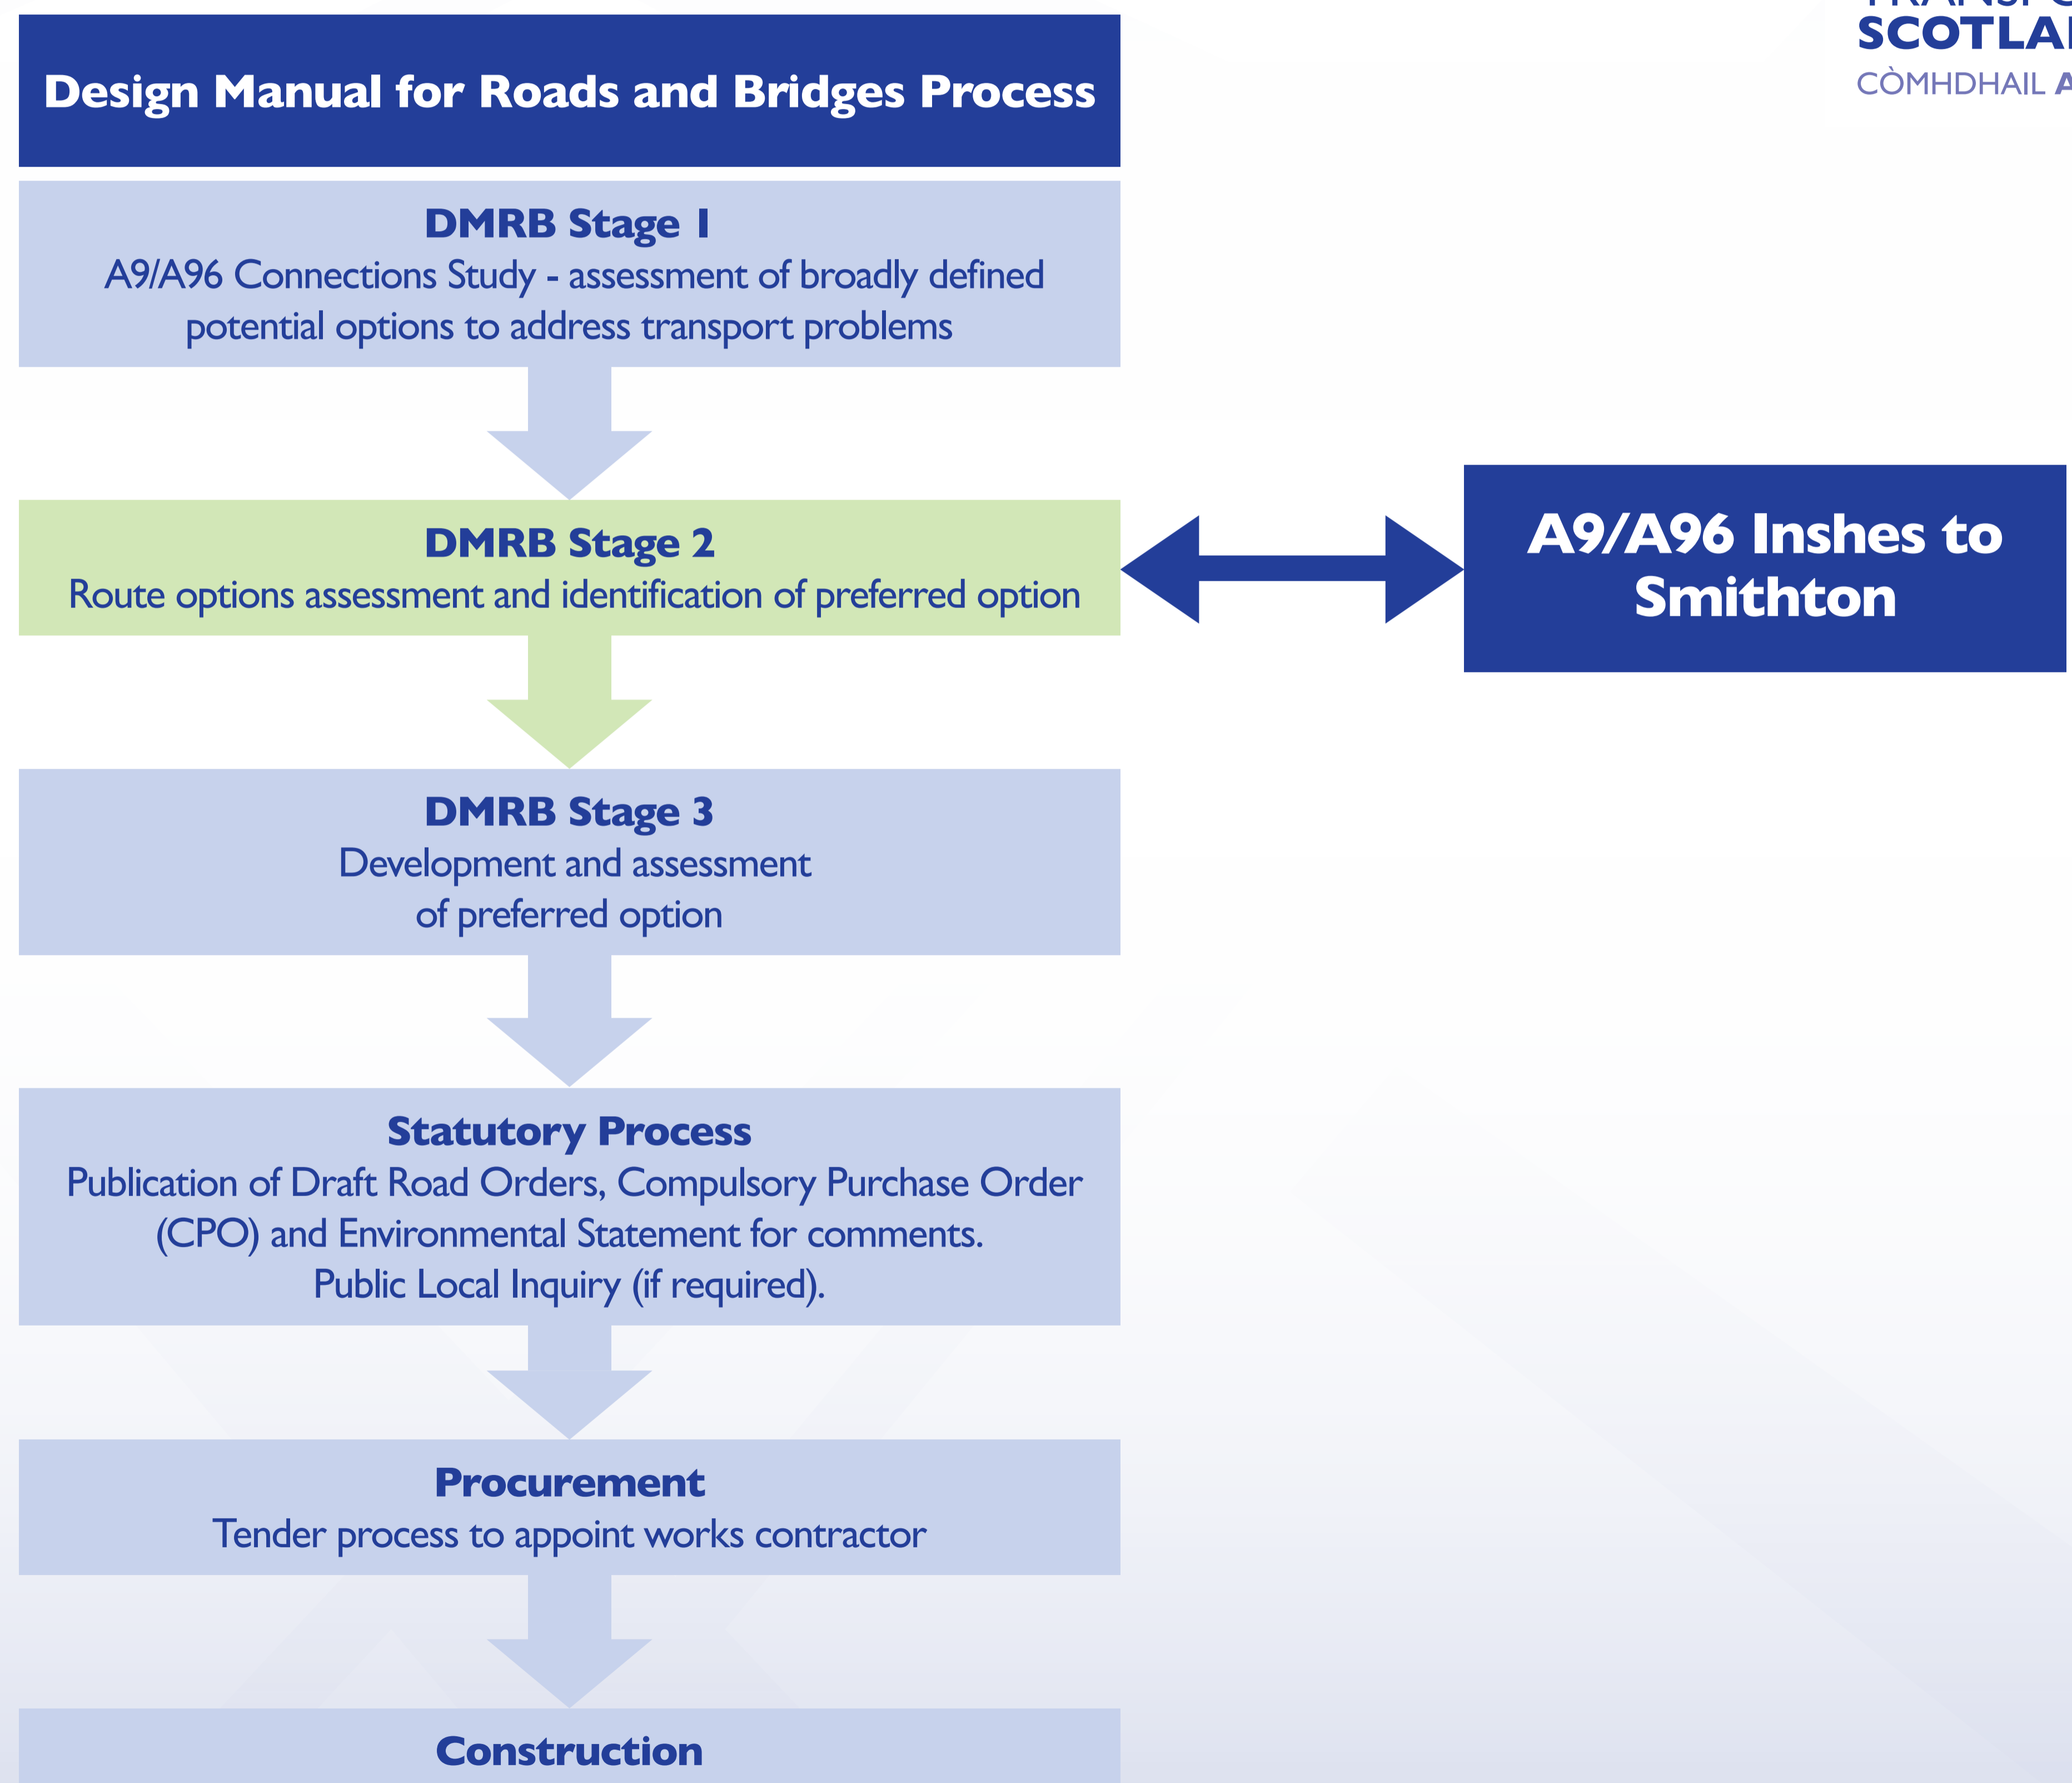 SCOTLAND
CÒMHDHAIL
Design Manual for Roads and Bridges Process
DMRB Stage 1
A9/A96 Connections Study - assessment of broadly defined
potential options to address transport problems
DMRB Stage 2
Route options assessment and identification of preferred option
A9/A96 Inshes to
Smithton
DMRB Stage 3
Development and assessment
of preferred option
Statutory Process
Publication of Draft Road Orders, Compulsory Purchase Order
(CPO) and Environmental Statement for comments.
Public Local Inquiry (if required).
Procurement
Tender process to appoint works contractor
Construction